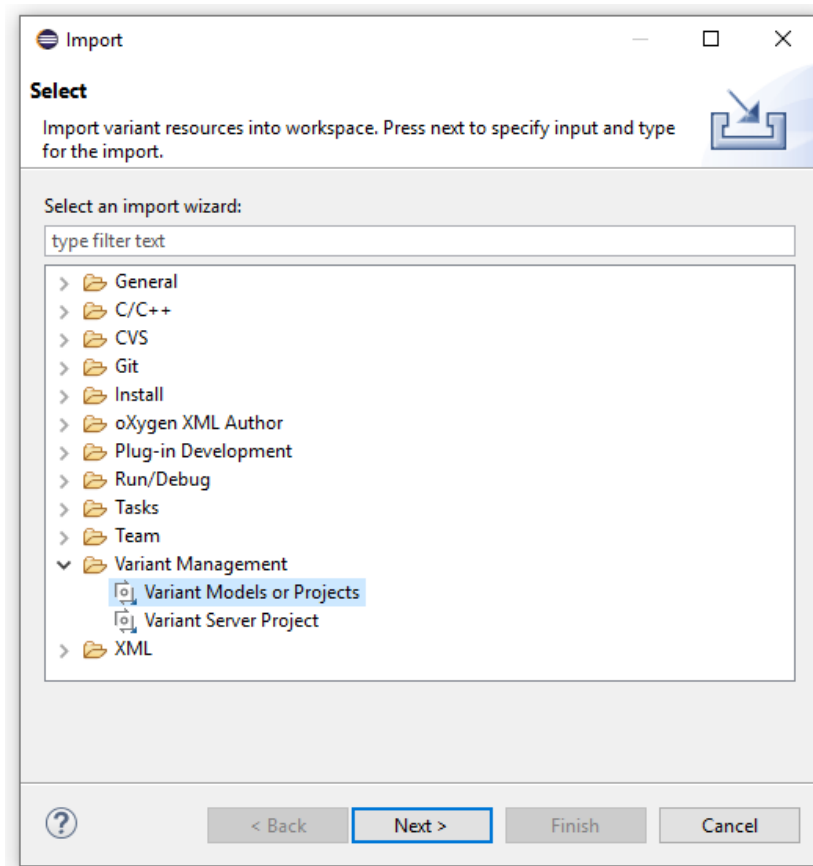 Import
Select
Import variant resources into workspace. Press next to specify input and type
for the import.
Select an import wizard:
type filter text
General
C/C++
CVS
Git
Install
oXygen XML Author
Plug-in Development
Run/Debug
Tasks
Team
Variant Management
Variant Models or Projects
Variant Server Project
XML
?
< Back Next > Finish Cancel